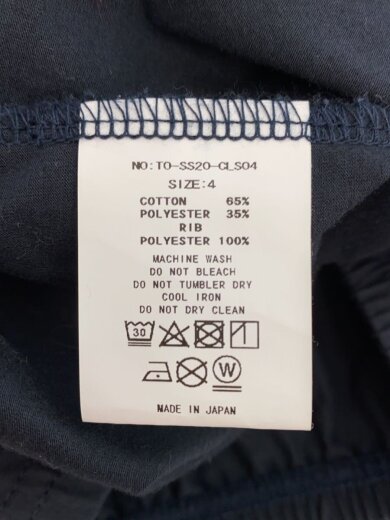 NO:TO-SS20-CLS04
SIZE:4
COTTON 65%
POLYESTER 35%
RIB
POLYESTER 100%
MACHINE WASH
DO NOT BLEACH
DO NOT TUMBLER DRY
COOL IRON
DO NOT DRY CLEAN
30
W
MADE IN JAPAN